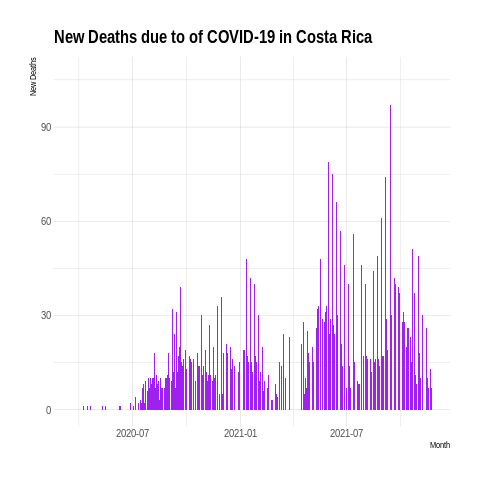 New Deaths due to of COVID-19 in Costa Rica
New Deaths
90
60
30
0
2020-07 2021-01 2021-07
Month